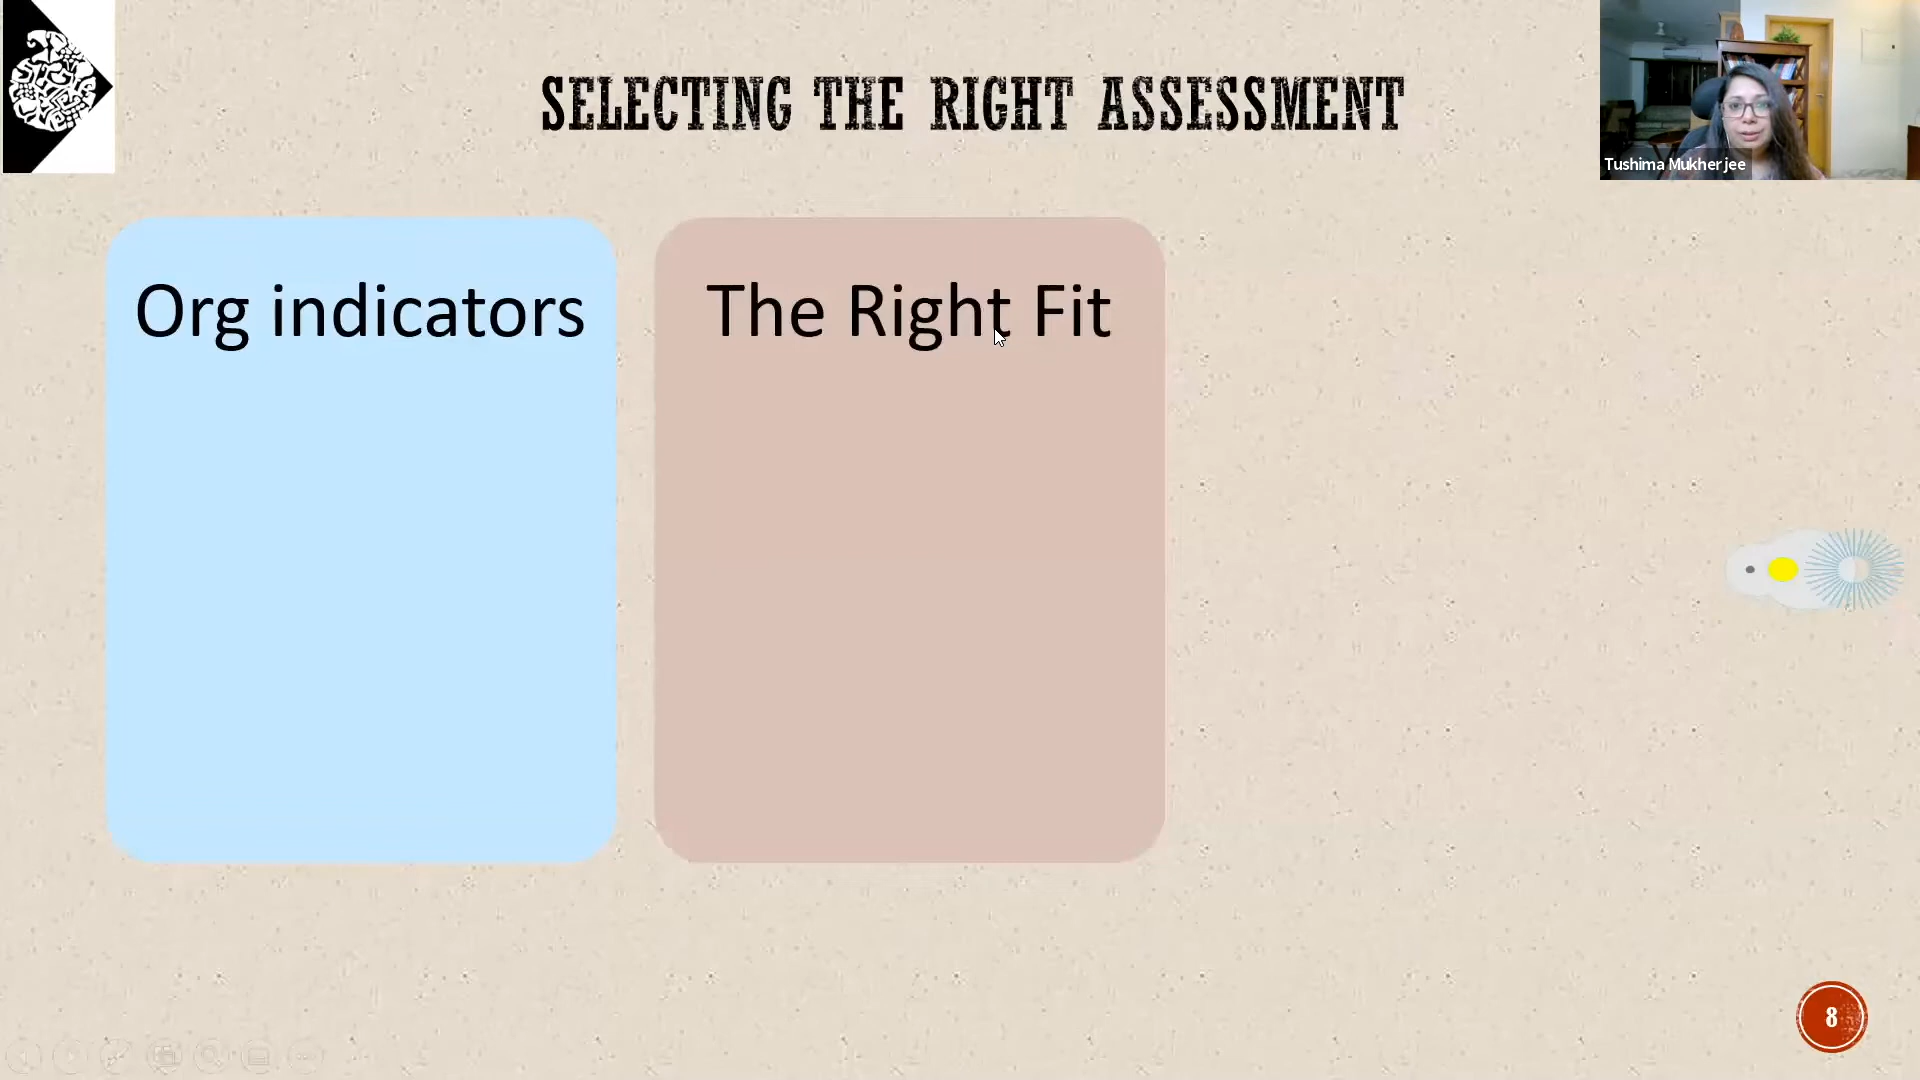 SELECTING THE RIGHT ASSESSMENT
Tushima Mukherjee
Org indicators
The Right Fit
8